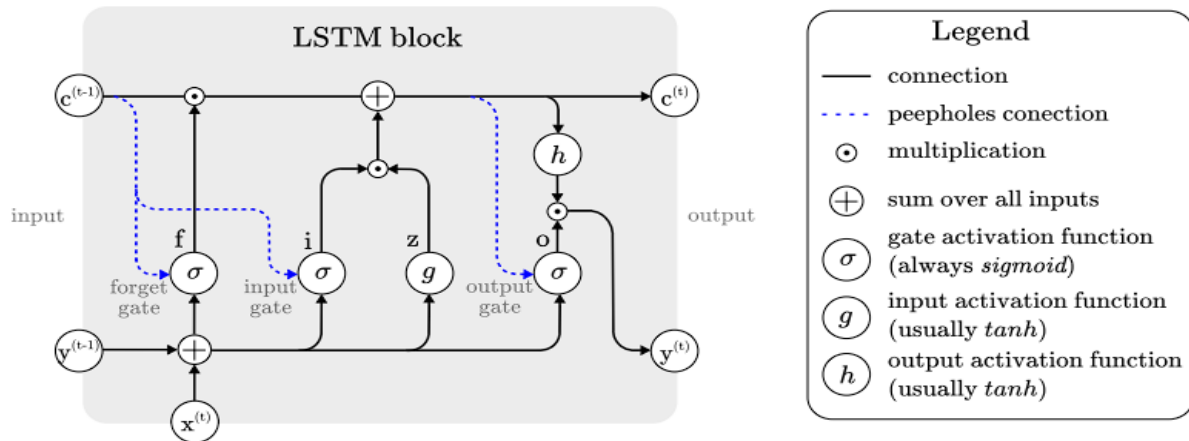 LSTM block
c(t-1)
c(t)
h
input
output
f
i
z
o
σ
σ
g
σ
forget
gate
input
gate
output
gate
y(t-1)
y(t)
x(t)
Legend
connection
peepholes conection
multiplication
sum over all inputs
σ
gate activation function
(always sigmoid)
g
input activation function
(usually tanh)
h
output activation function
(usually tanh)